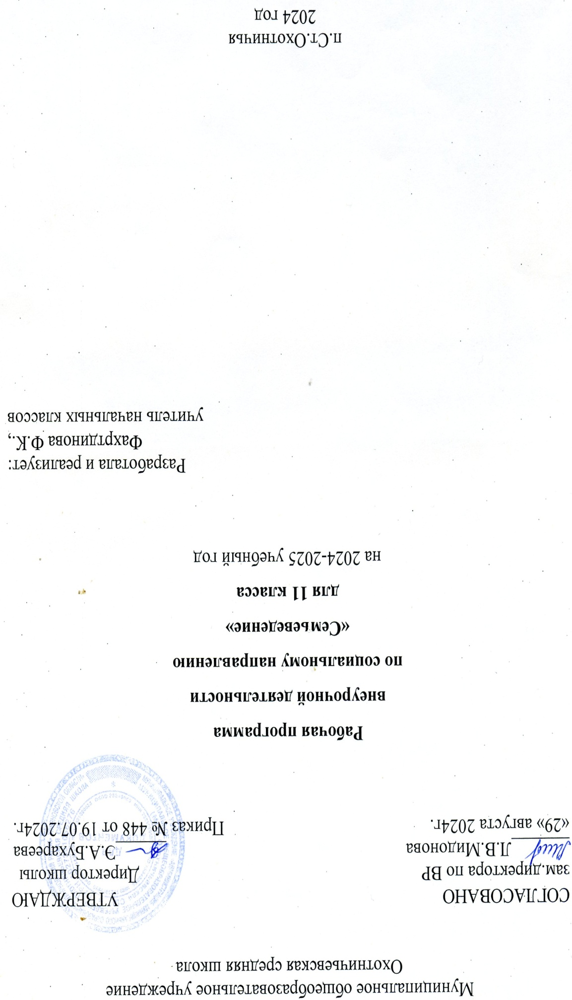 Муниципальное общеобразовательное учреждение
Охотничьевская средняя школа
СОГЛАСОВАНО
зам.директора по ВР
Л.В.Мидонова
«29» августа 2024г.
УТВЕРЖДАЮ
Директор школы
Э.А.Бухареева
Приказ № 448 от 19.07.2024г.
Рабочая программа
внеурочной деятельности
по социальному направлению
«Семьеведение»
для 11 класса
на 2024-2025 учебный год
Разработала и реализует:
Фахртдинова Ф.К.,
учитель начальных классов
п.Ст.Охотничья
2024 год